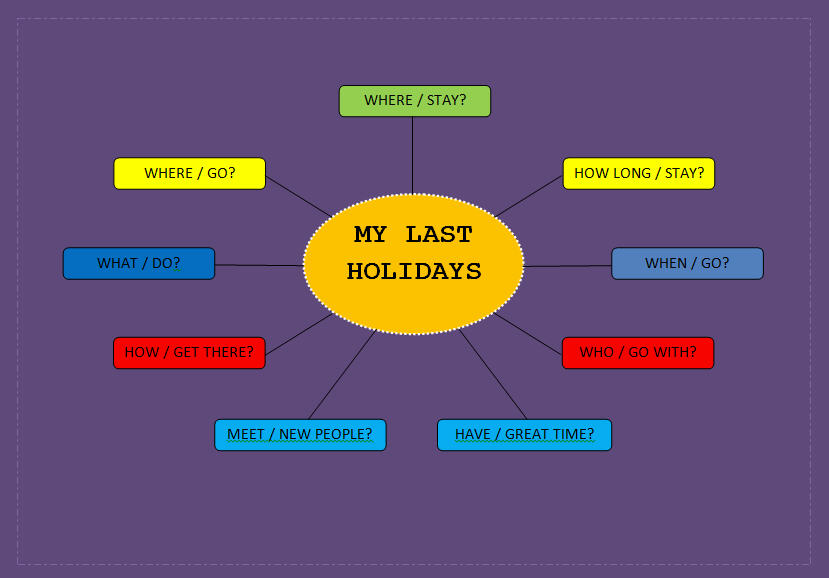 WHERE / STAY?
WHERE / GO?
HOW LONG / STAY?
MY LAST
HOLIDAYS
WHAT / DO?
WHEN / GO?
HOW / GET THERE?
WHO / GO WITH?
MEET / NEW PEOPLE?
HAVE / GREAT TIME?